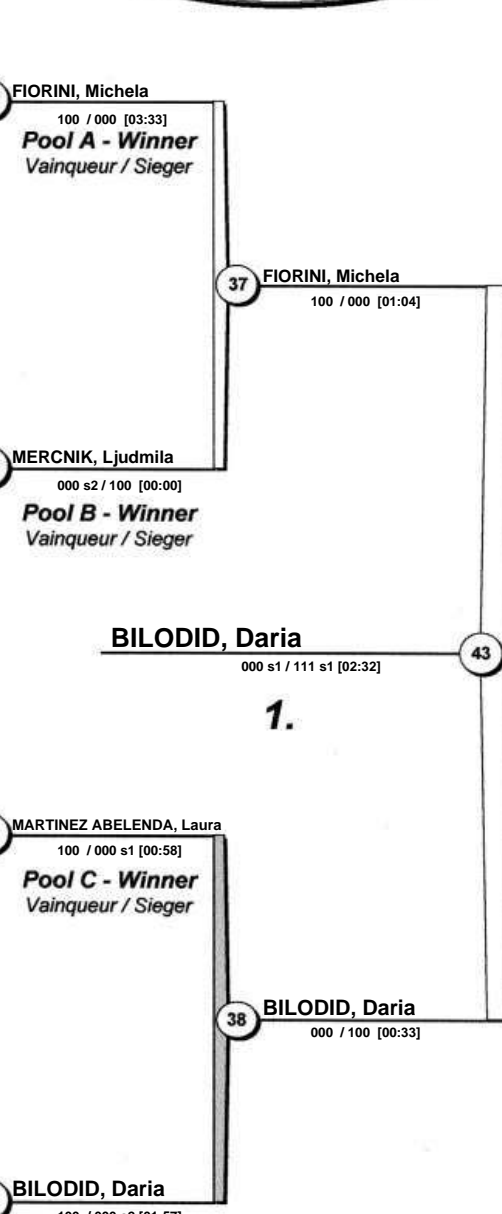 FIORINI, Michela
100 / 000 [03:33]
Pool A - Winner
Vainqueur / Sieger
37
FIORINI, Michela
100 / 000 [01:04]
MERCNIK, Ljudmila
000 s2 / 100 [00:00]
Pool B - Winner
Vainqueur / Sieger
BILODID, Daria
000 s1 / 111 s1 [02:32]
43
1.
MARTINEZ ABELENDA, Laura
100 / 000 s1 [00:58]
Pool C - Winner
Vainqueur / Sieger
38
BILODID, Daria
000 / 100 [00:33]
BILODID, Daria